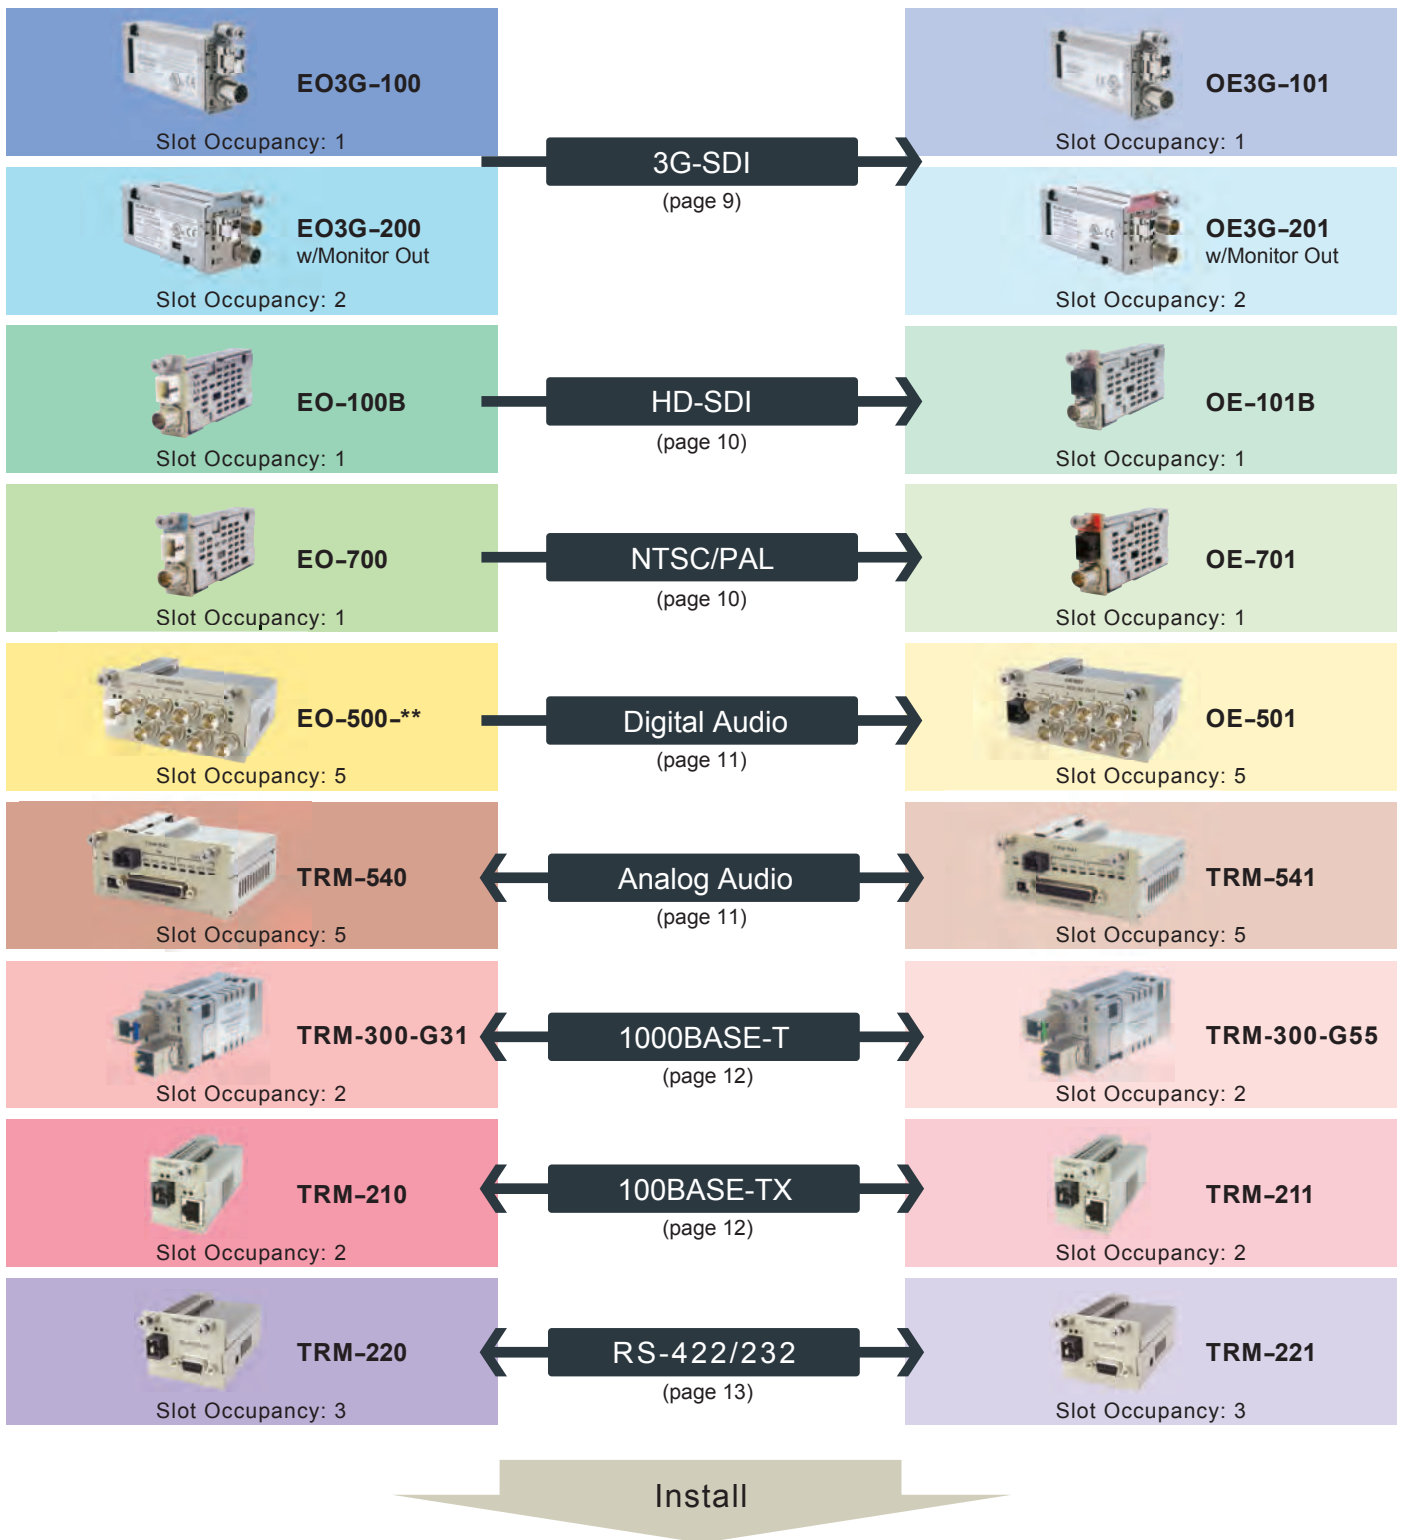 EO3G-100
Slot Occupancy: 1
3G-SDI
(page 9)
OE3G-101
Slot Occupancy: 1
EO3G-200
w/Monitor Out
Slot Occupancy: 2
OE3G-201
w/Monitor Out
Slot Occupancy: 2
EO-100B
Slot Occupancy: 1
HD-SDI
(page 10)
OE-101B
Slot Occupancy: 1
EO-700
Slot Occupancy: 1
NTSC/PAL
(page 10)
OE-701
Slot Occupancy: 1
EO-500-**
Slot Occupancy: 5
Digital Audio
(page 11)
OE-501
Slot Occupancy: 5
TRM-540
Slot Occupancy: 5
Analog Audio
(page 11)
TRM-541
Slot Occupancy: 5
TRM-300-G31
Slot Occupancy: 2
1000BASE-T
(page 12)
TRM-300-G55
Slot Occupancy: 2
TRM-210
Slot Occupancy: 2
100BASE-TX
(page 12)
TRM-211
Slot Occupancy: 2
TRM-220
Slot Occupancy: 3
RS-422/232
(page 13)
TRM-221
Slot Occupancy: 3
Install